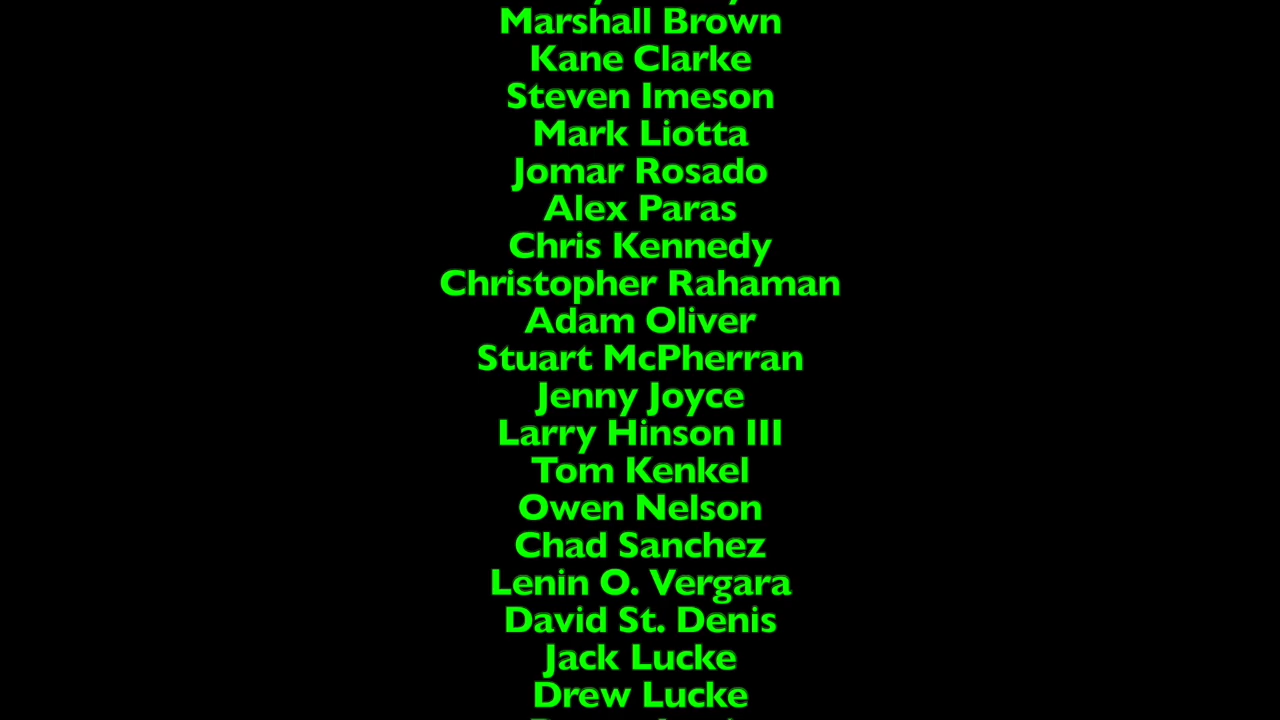 Marshall Brown
Kane Clarke
Steven Imeson
Mark Liotta
Jomar Rosado
Alex Paras
Chris Kennedy
Christopher Rahaman
Adam Oliver
Stuart McPherran
Jenny Joyce
Larry Hinson III
Tom Kenkel
Owen Nelson
Chad Sanchez
Lenin O. Vergara
David St. Denis
Jack Lucke
Drew Lucke